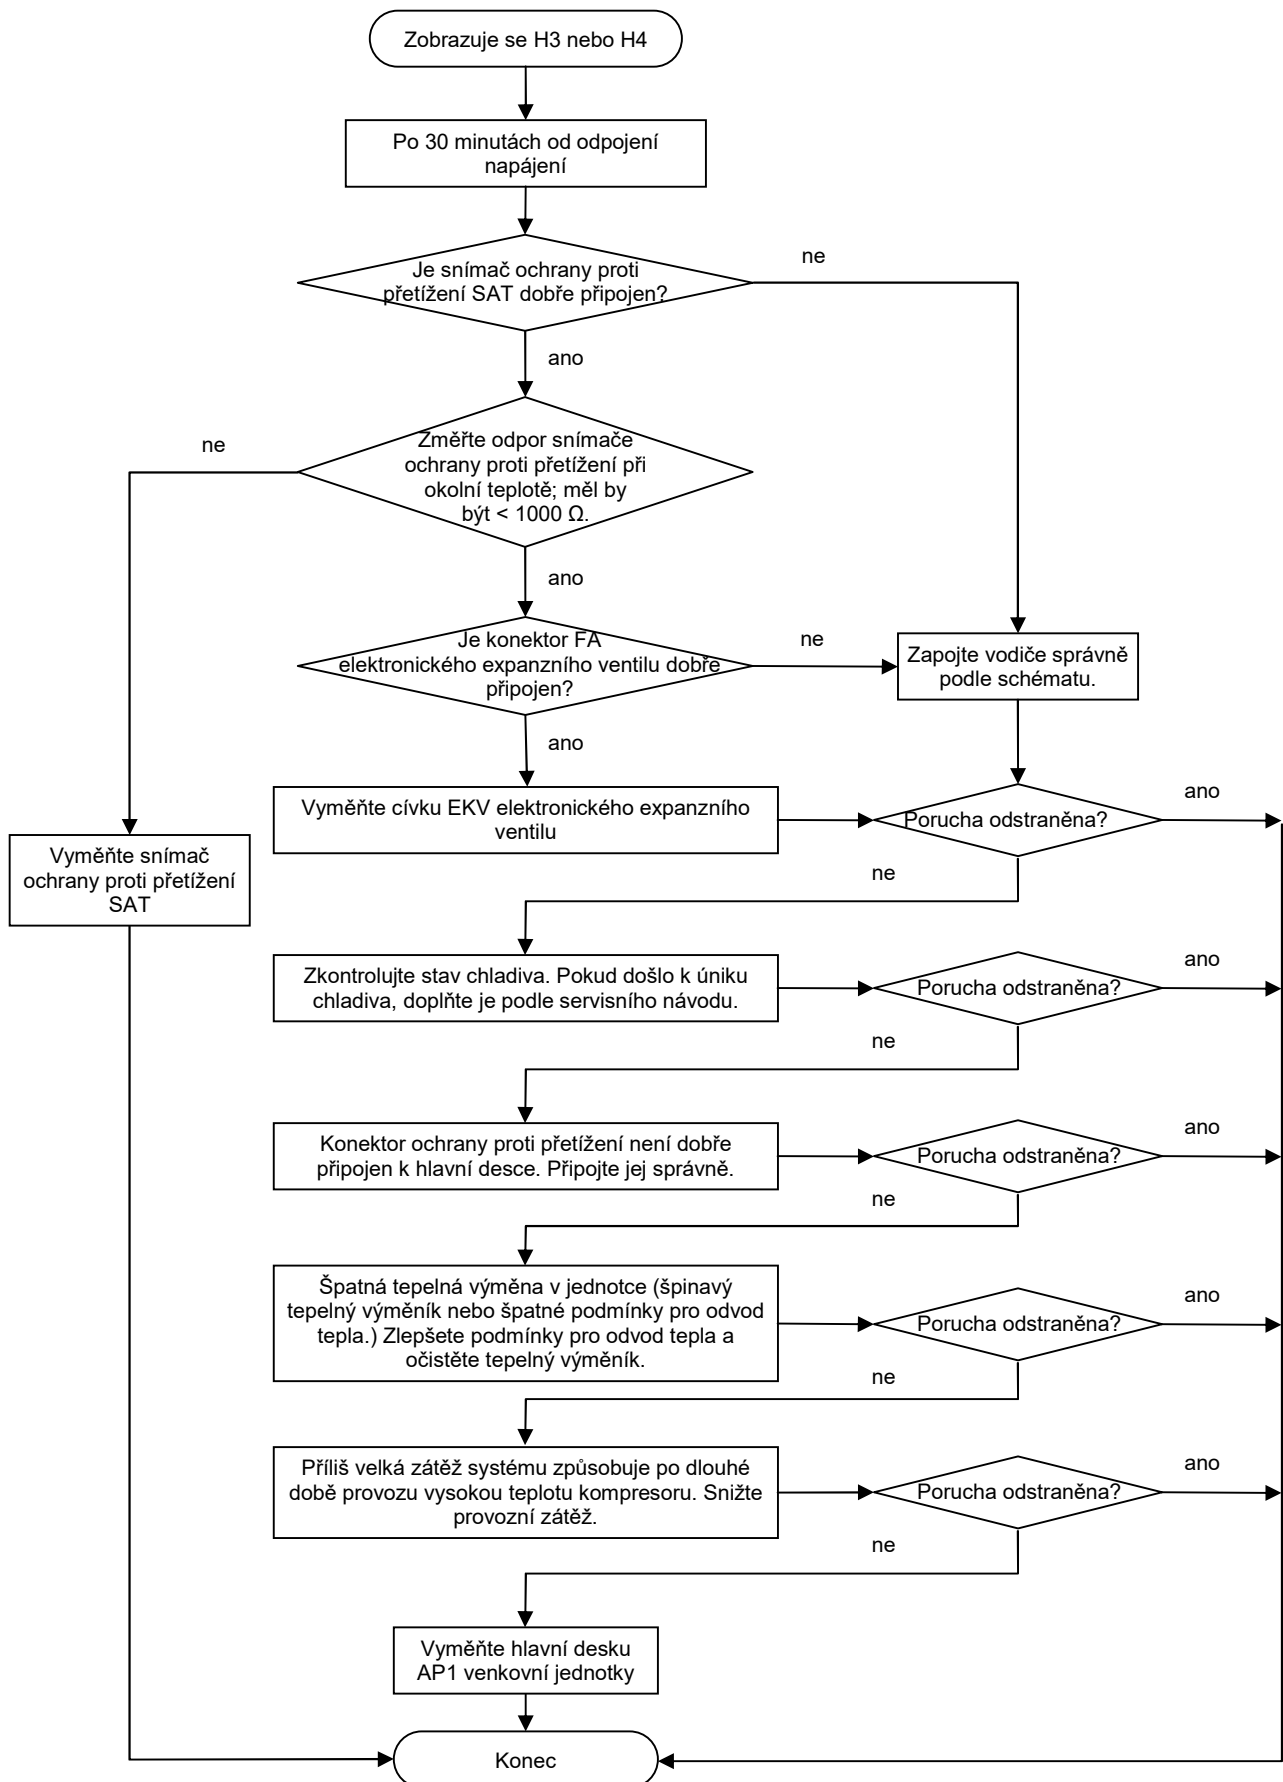 Zobrazuje se H3 nebo H4
Po 30 minutách od odpojení
napájení
Je snímač ochrany proti
přetížení SAT dobře připojen?
ne
ano
Změřte odpor snímače
ochrany proti přetížení při
okolní teplotě; měl by
být < 1000 Ω.
ne
ano
Je konektor FA
elektronického expanzního ventilu dobře
připojen?
ne
Zapojte vodiče správně
podle schématu.
ano
Vyměňte cívku EKV elektronického expanzního
ventilu
Porucha odstraněna?
ano
Vyměňte snímač
ochrany proti přetížení
SAT
ne
Zkontrolujte stav chladiva. Pokud došlo k úniku
chladiva, doplňte je podle servisního návodu.
Porucha odstraněna?
ano
ne
Konektor ochrany proti přetížení není dobře
připojen k hlavní desce. Připojte jej správně.
Porucha odstraněna?
ano
ne
Špatná tepelná výměna v jednotce (špinavý
tepelný výměník nebo špatné podmínky pro odvod
tepla.) Zlepšete podmínky pro odvod tepla a
očistěte tepelný výměník.
Porucha odstraněna?
ano
ne
Příliš velká zátěž systému způsobuje po dlouhé
době provozu vysokou teplotu kompresoru. Snižte
provozní zátěž.
Porucha odstraněna?
ano
ne
Vyměňte hlavní desku
AP1 venkovní jednotky
Konec